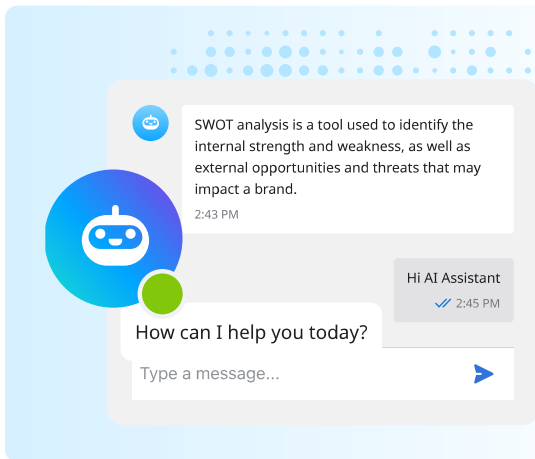 SWOT analysis is a tool used to identify the
internal strength and weakness, as well as
external opportunities and threats that may
impact a brand.
2:43 PM
Hi AI Assistant
2:45 PM
How can I help you today?
Type a message...